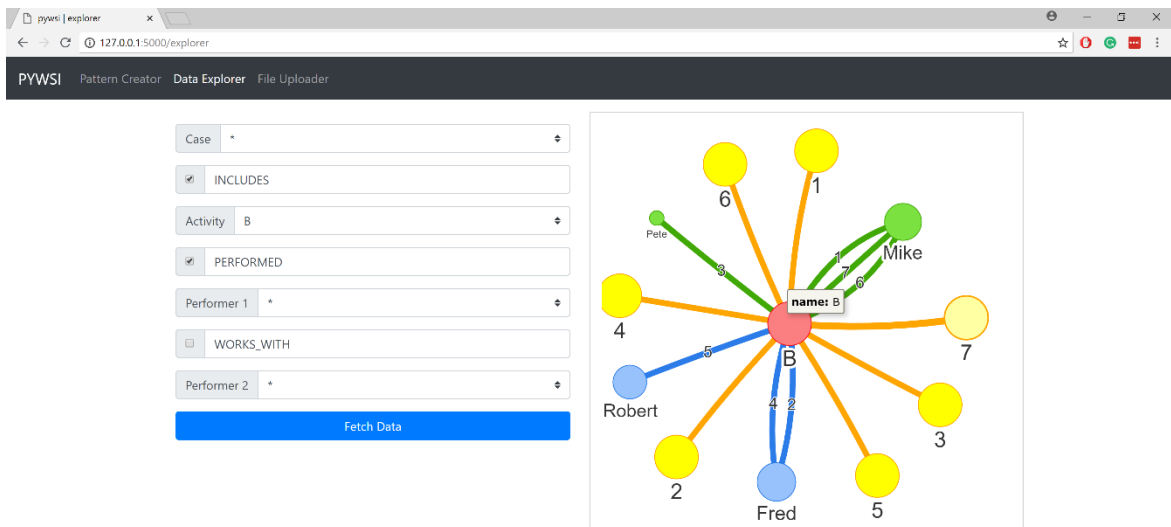 pywsi | explorer
127.0.0.1:5000/explorer
PYWSI Pattern Creator Data Explorer File Uploader
Case *
INCLUDES
Activity B
PERFORMED
Performer 1 *
WORKS_WITH
Performer 2 *
Fetch Data
6
1
Pete
Mike
3
1
7
6
name: B
4
B
7
5
Robert
4 2
3
2
Fred
5